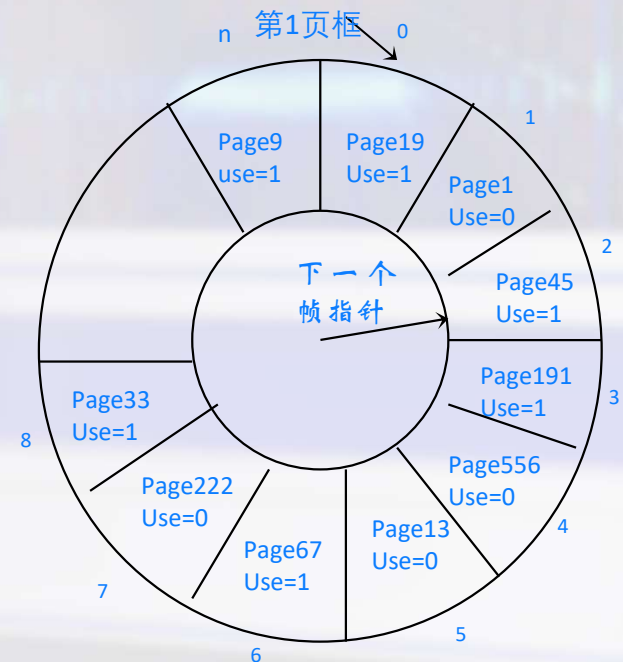 n
第1页框
0
Page9
use=1
Page19
Use=1
1
Page1
Use=0
2
Page45
Use=1
下一个
帧指针
3
Page191
Use=1
4
Page556
Use=0
5
Page13
Use=0
6
Page67
Use=1
7
Page222
Use=0
8
Page33
Use=1